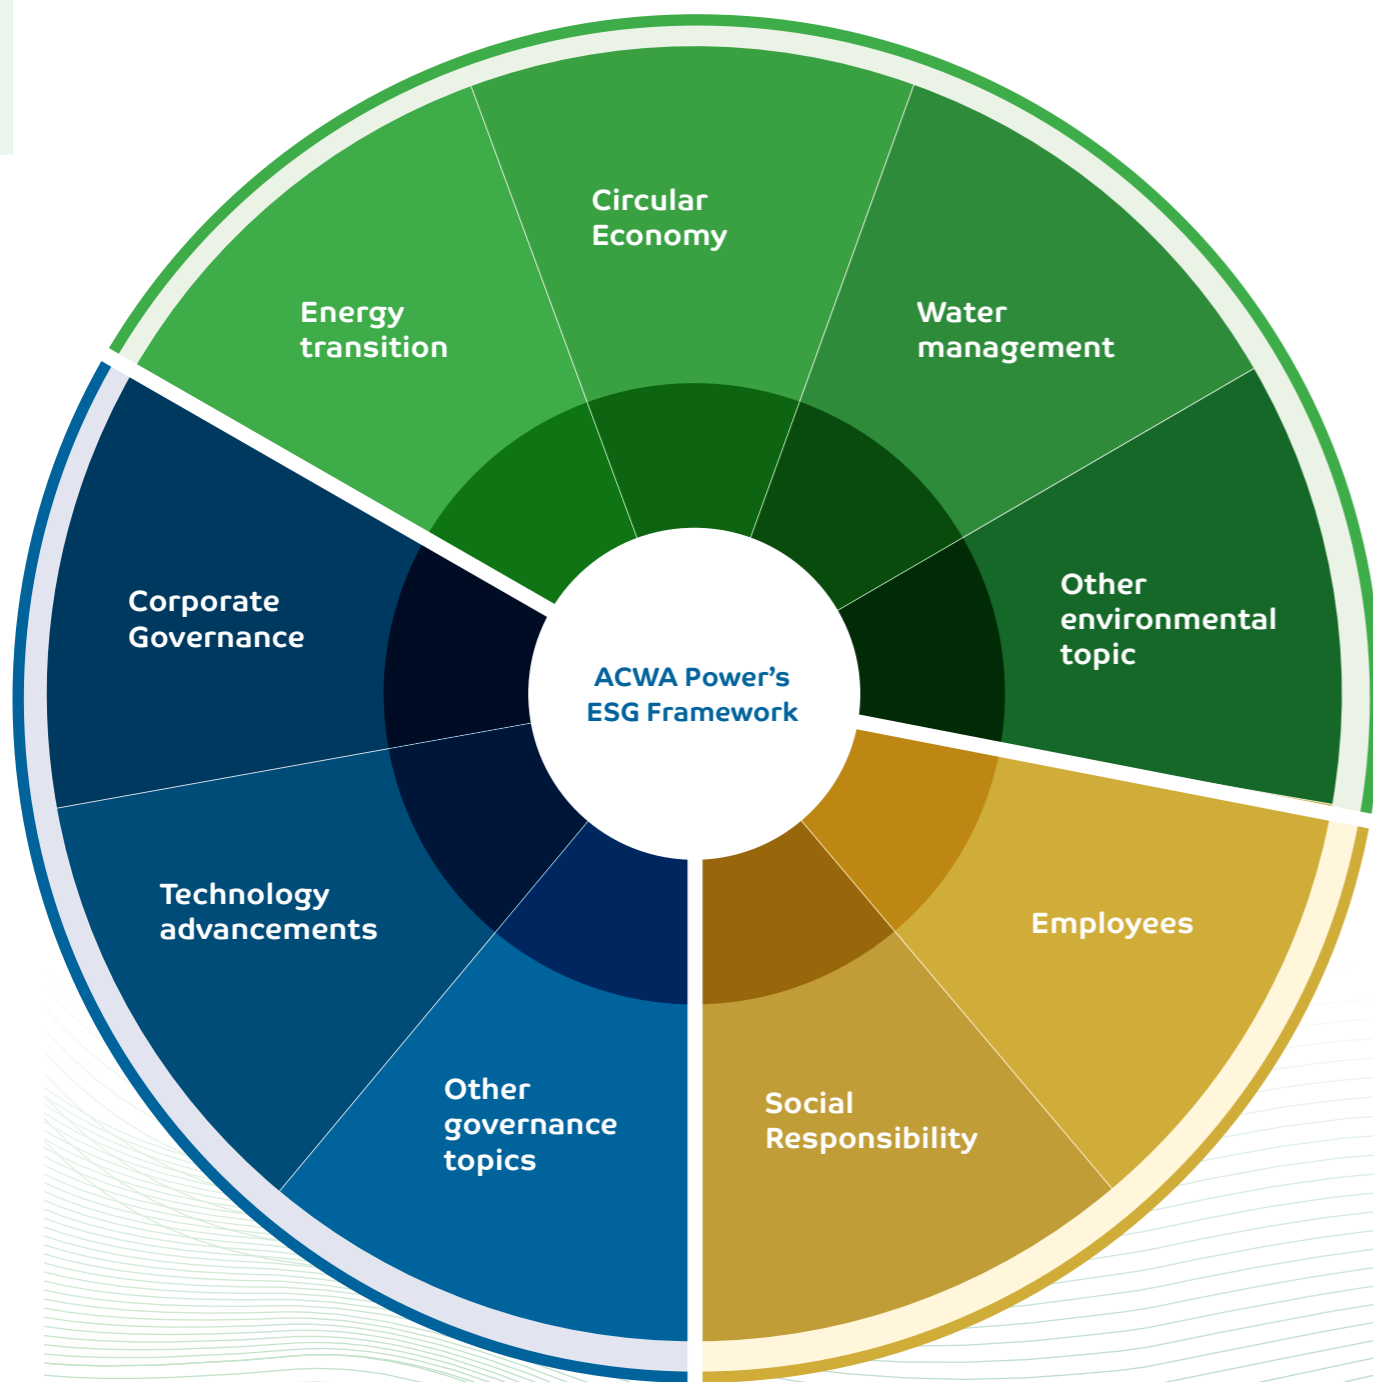 Circular
Economy
Energy
transition
Water
management
Other
environmental
topic
Corporate
Governance
ACWA Power’s
ESG Framework
Technology
advancements
Employees
Other
governance
topics
Social
Responsibility